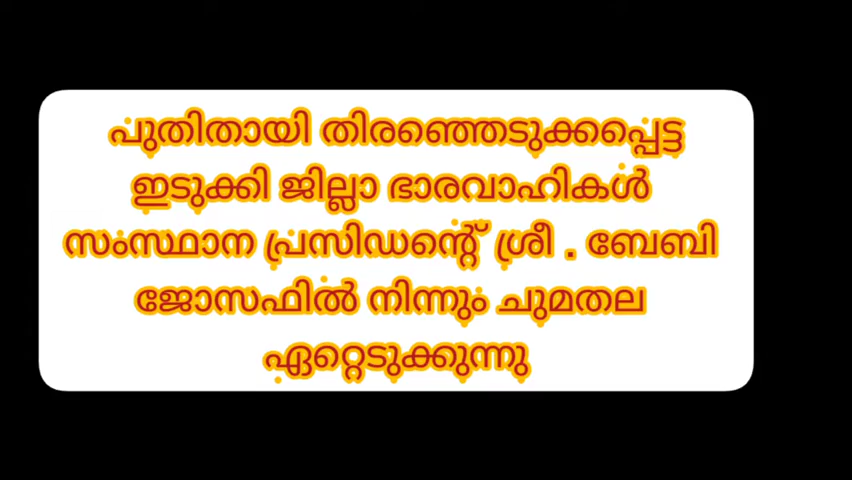 പുതിതായി തിരഞ്ഞെടുക്കപ്പെട്ട
ഇടുക്കി ജില്ലാ ഭാരവാഹികൾ
സംസ്ഥാന പ്രസിഡന്റെ് ശ്രീ . ബേബി
ജോസഫിൽ നിന്നും ചുമതല
ഏറ്റെടുക്കുന്നു